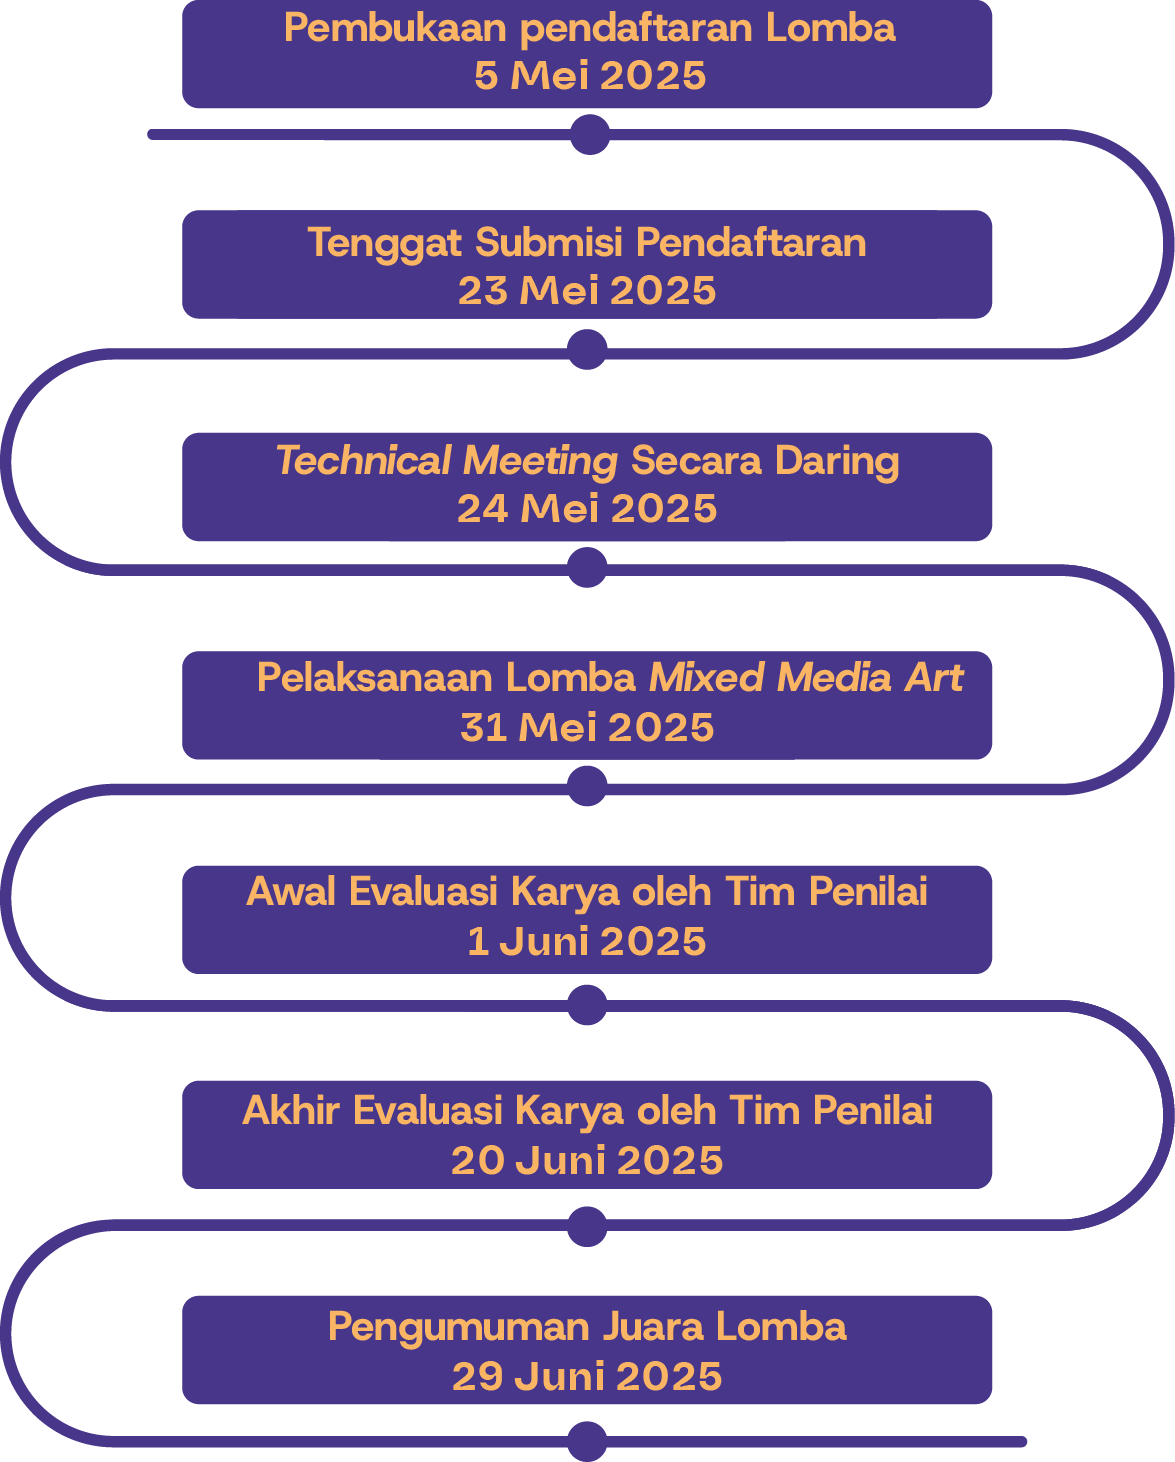 Pembukaan pendaftaran Lomba
5 Mei 2025
Tenggat Submisi Pendaftaran
23 Mei 2025
Technical Meeting Secara Daring
24 Mei 2025
Pelaksanaan Lomba Mixed Media Art
31 Mei 2025
Awal Evaluasi Karya oleh Tim Penilai
1 Juni 2025
Akhir Evaluasi Karya oleh Tim Penilai
20 Juni 2025
Pengumuman Juara Lomba
29 Juni 2025